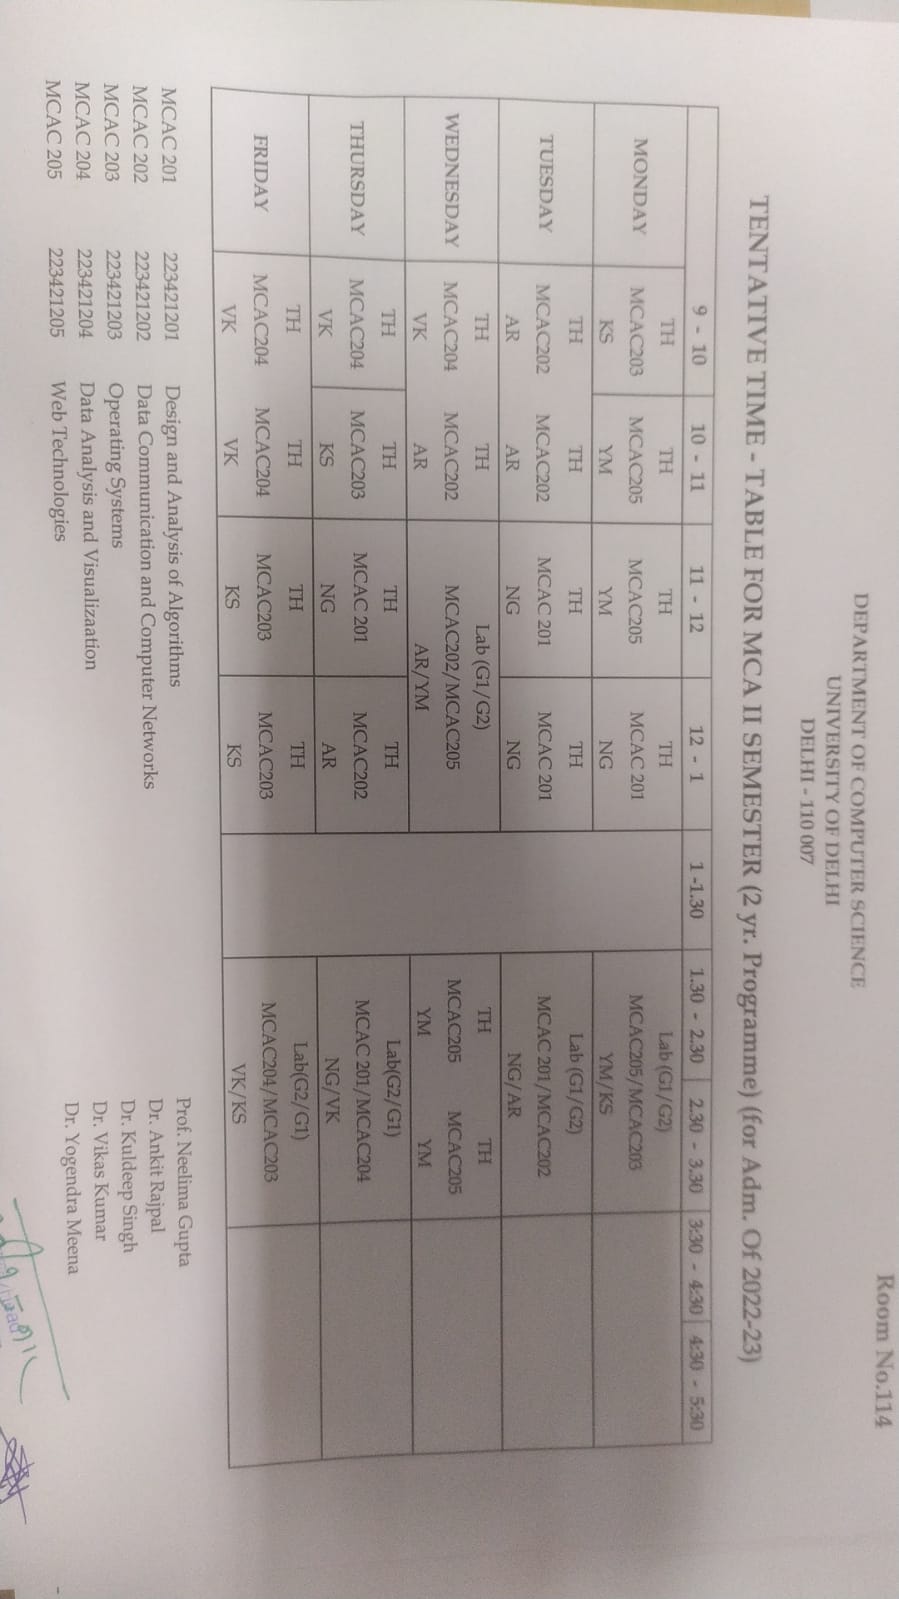 Room No.114
DEPARTMENT OF COMPUTER SCIENCE
UNIVERSITY OF DELHI
DELHI - 110 007
TENTATIVE TIME - TABLE FOR MCA II SEMESTER (2 yr. Programme) (for Adm. Of 2022-23)
9 - 10 10 - 11 11 - 12 12 - 1 1 -1.30 1.30 - 2.30 2.30 - 3.30 3:30 - 4:30 4:30 - 5:30
TH TH TH TH Lab (G1/G2)
MONDAY MCAC203 MCAC205 MCAC205 MCAC 201 MCAC205/MCAC203
KS YM YM NG YM/KS
TH TH TH TH Lab (G1/G2)
TUESDAY MCAC202 MCAC202 MCAC 201 MCAC 201 MCAC 201/MCAC202
AR AR NG NG NG/AR
TH TH Lab (G1/G2) TH TH
WEDNESDAY MCAC204 MCAC202 MCAC202/MCAC205 MCAC205 MCAC205
VK AR AR/YM YM YM
TH TH TH TH Lab(G2/G1)
THURSDAY MCAC204 MCAC203 MCAC 201 MCAC202 MCAC 201/MCAC204
VK KS NG AR NG/VK
TH TH TH TH Lab(G2/G1)
FRIDAY MCAC204 MCAC204 MCAC203 MCAC203 MCAC204/MCAC203
VK VK KS KS VK/KS
MCAC 201 223421201 Design and Analysis of Algorithms Prof. Neelima Gupta
MCAC 202 223421202 Data Communication and Computer Networks Dr. Ankit Rajpal
MCAC 203 223421203 Operating Systems Dr. Kuldeep Singh
MCAC 204 223421204 Data Analysis and Visualizaation Dr. Vikas Kumar
MCAC 205 223421205 Web Technologies Dr. Yogendra Meena